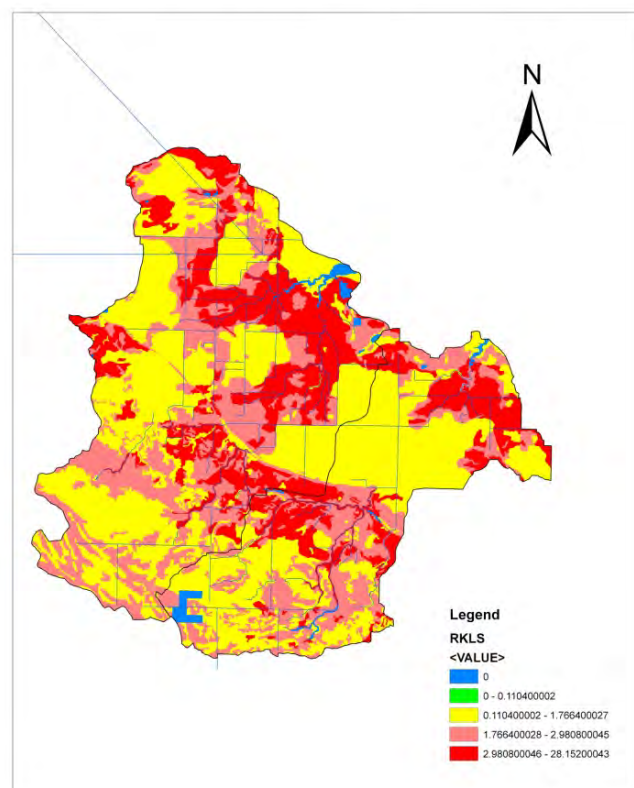 N
Legend
RKLS
<VALUE>
0
0 - 0.110400002
0.110400002 - 1.766400027
1.766400028 - 2.980800045
2.980800046 - 28.15200043